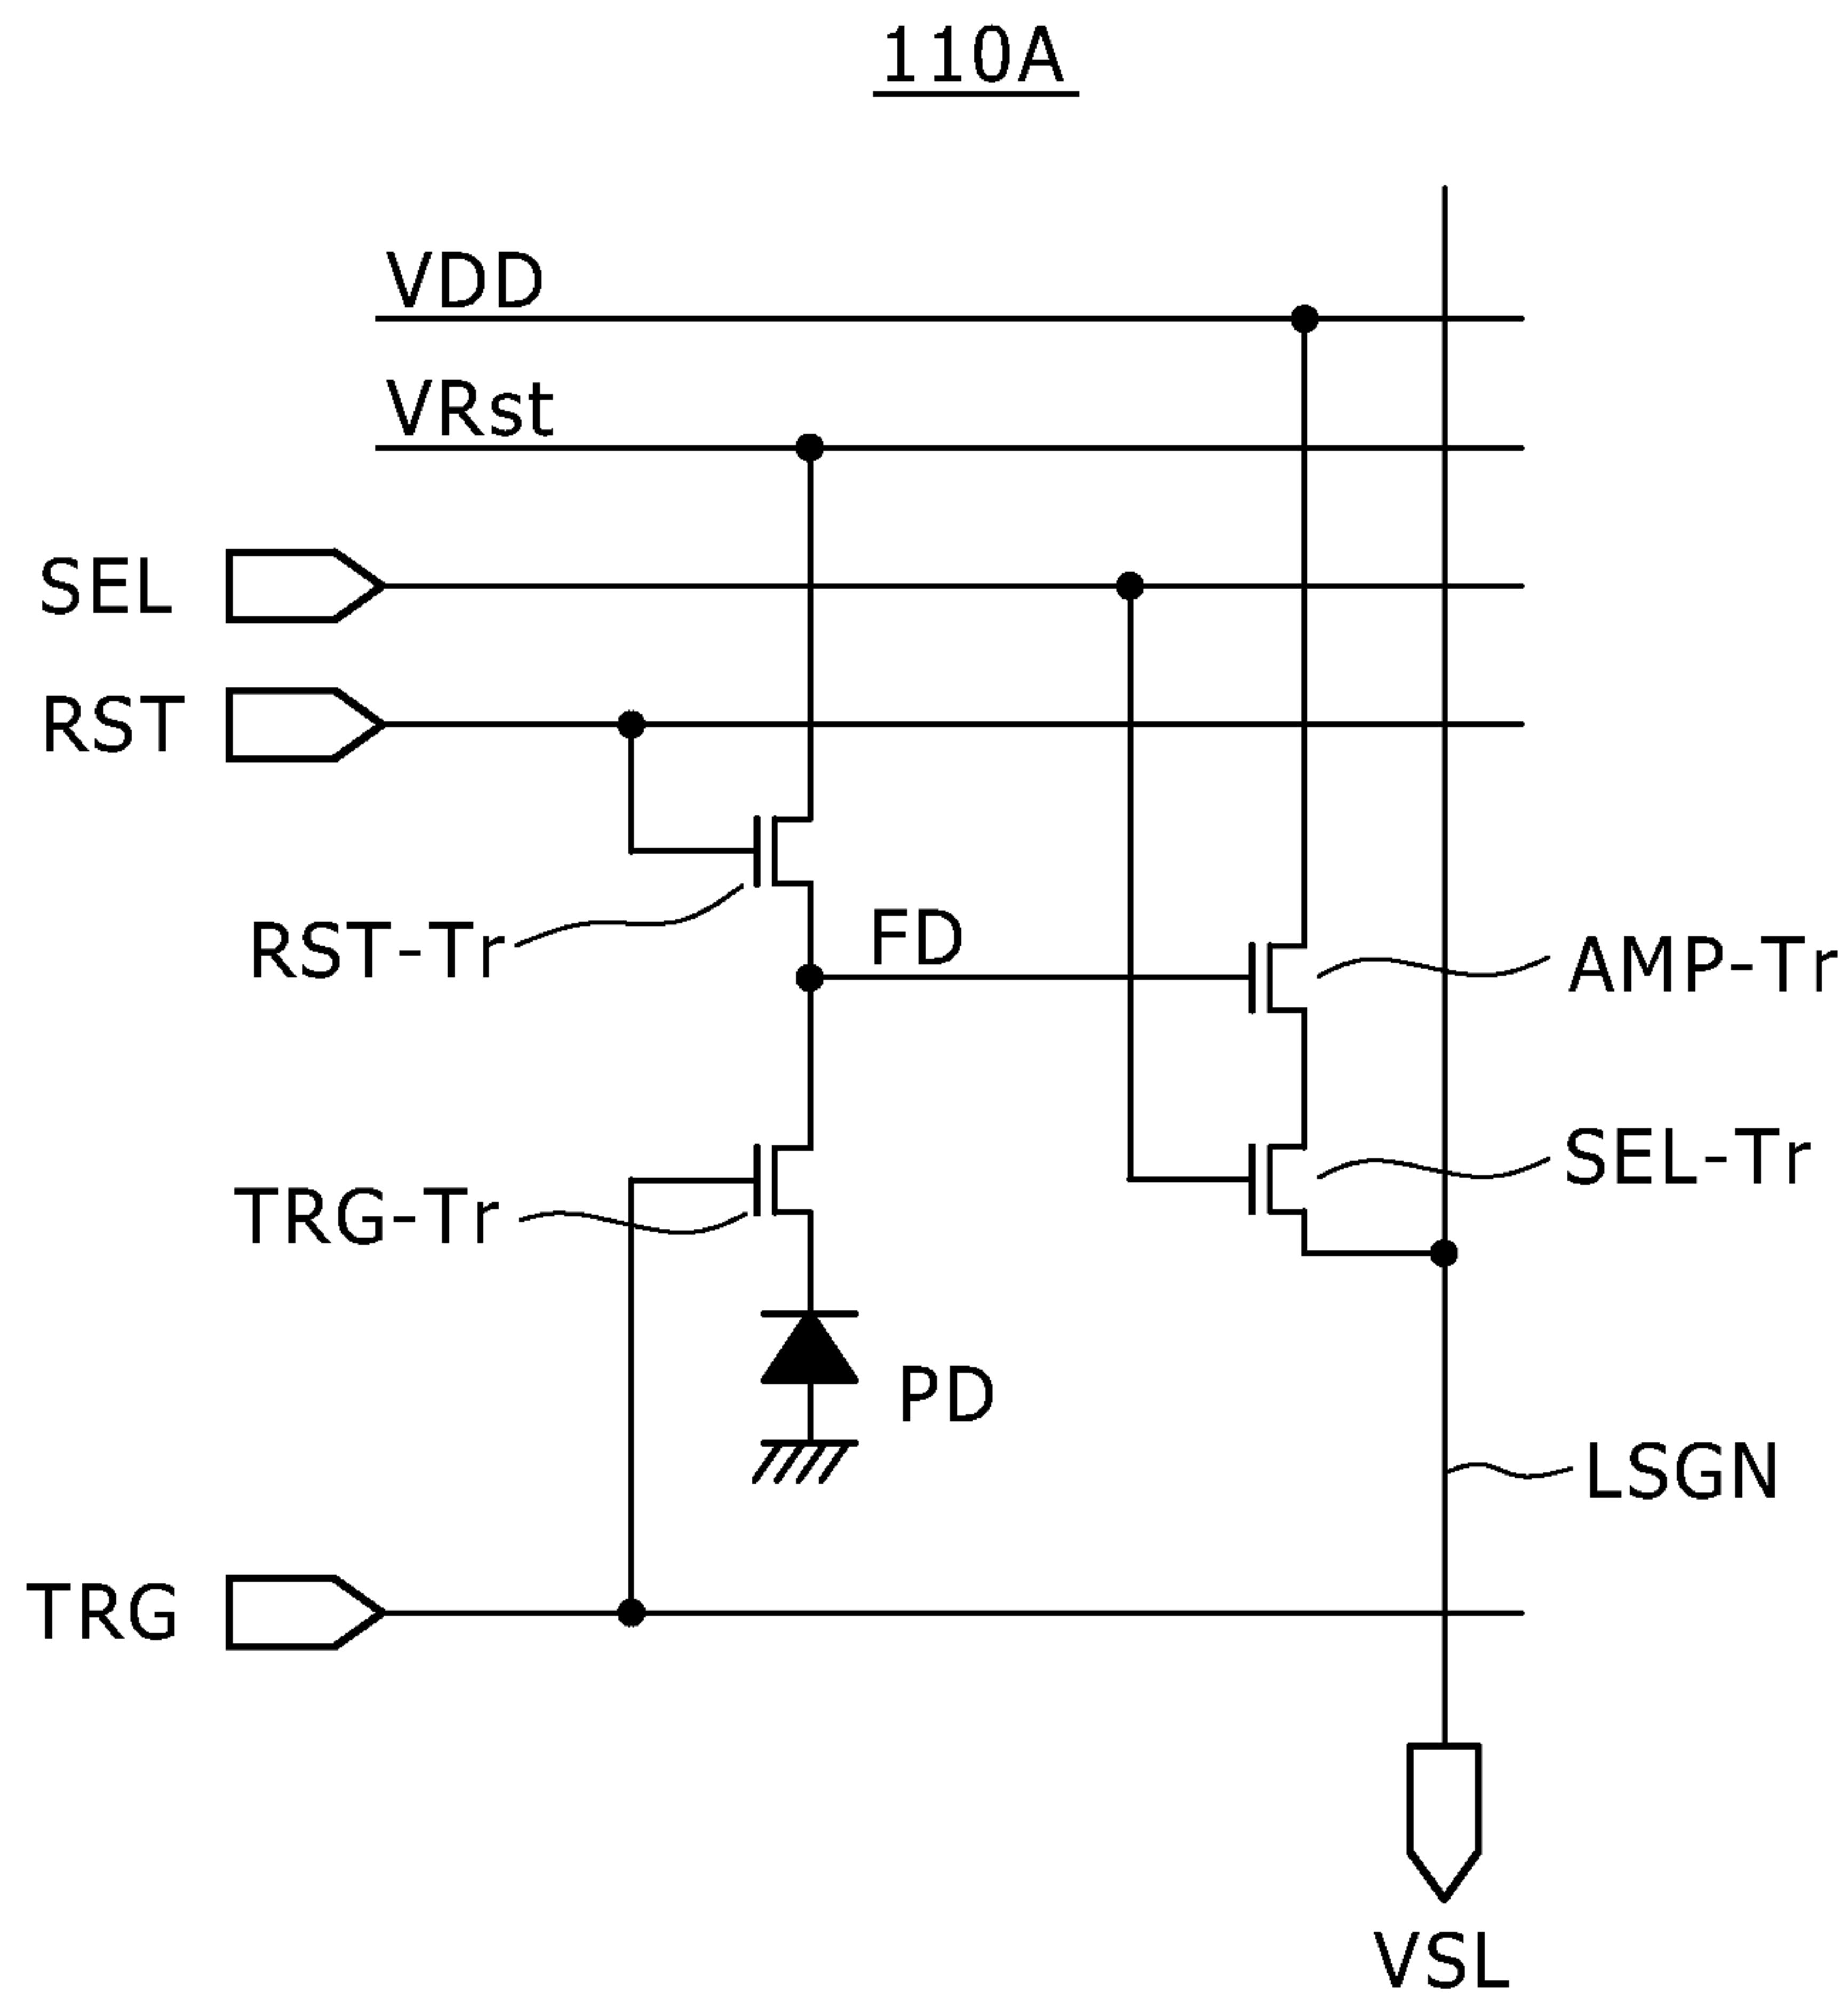 110A
VDD
VRst
SEL
RST
RST-Tr
FD
AMP-Tr
SEL-Tr
TRG-Tr
PD
LSGN
TRG
VSL